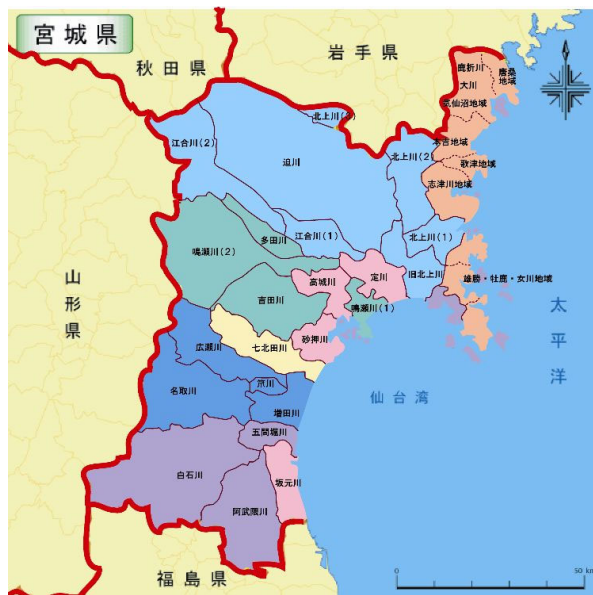 宮城県
秋田県
岩手県
鹿折川
唐桑
地域
大川
気仙沼地域
北上川(3)
江合川(2)
迫川
北上川(2)
本吉地域
歌津地域
志津川地域
鳴瀬川(2)
多田川
江合川(1)
北上川(1)
高城川
定川
旧北上川
雄勝・牡鹿・女川地域
吉田川
鳴瀬川(1)
山形県
太平洋
広瀬川
七北田川
砂押川
名取川
笊川
増田川
仙台湾
五間堀川
白石川
坂元川
阿武隈川
福島県
0
50 km